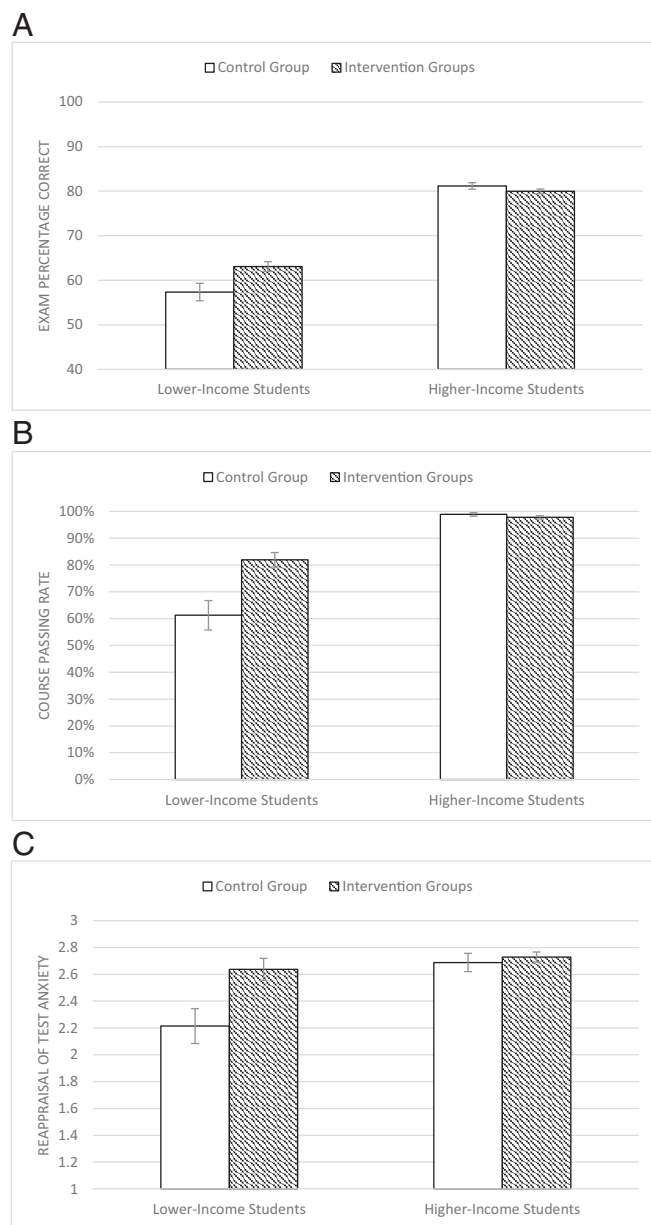 A
Control Group Intervention Groups
EXAM PERCENTAGE CORRECT
100
90
80
70
60
50
40
Lower-Income Students Higher-Income Students
B
Control Group Intervention Groups
COURSE PASSING RATE
100%
90%
80%
70%
60%
50%
40%
30%
20%
10%
0%
Lower-Income Students Higher-Income Students
C
Control Group Intervention Groups
REAPPRAISAL OF TEST ANXIETY
3
2.8
2.6
2.4
2.2
2
1.8
1.6
1.4
1.2
1
Lower-Income Students Higher-Income Students